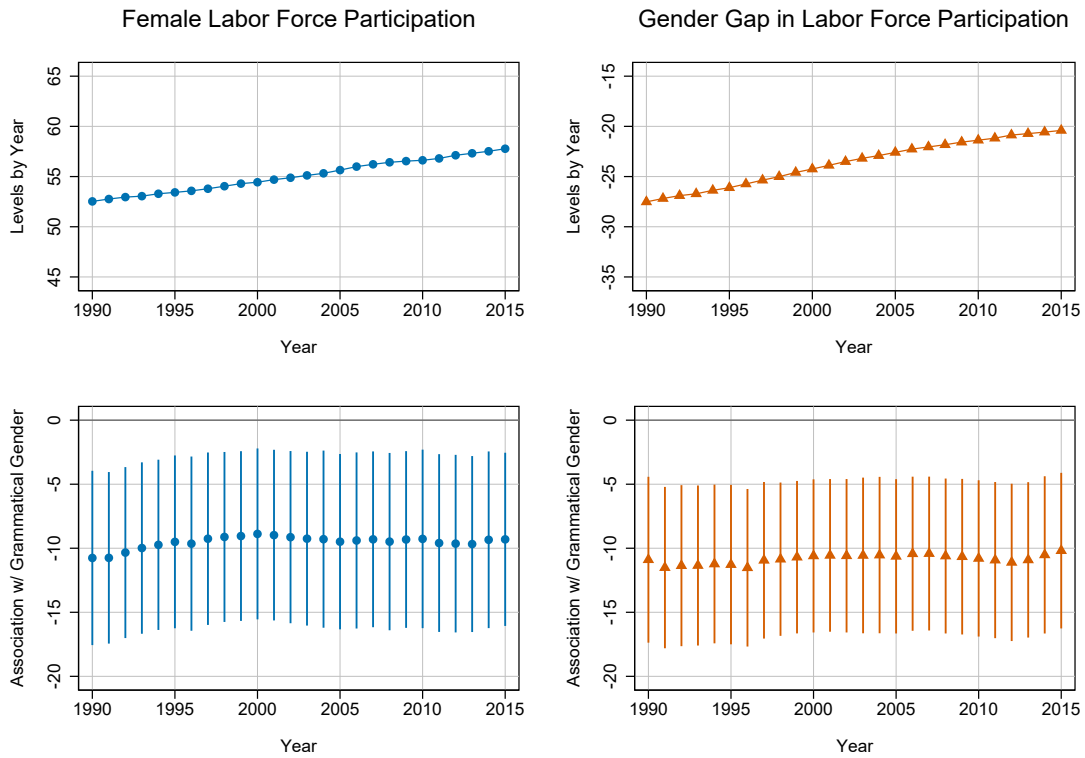 Female Labor Force Participation
Gender Gap in Labor Force Participation
Levels by Year
65
60
55
50
45
1990 1995 2000 2005 2010 2015
Year
Levels by Year
-15
-20
-25
-30
-35
1990 1995 2000 2005 2010 2015
Year
Association w/ Grammatical Gender
0
-5
-10
-15
-20
1990 1995 2000 2005 2010 2015
Year
Association w/ Grammatical Gender
0
-5
-10
-15
-20
1990 1995 2000 2005 2010 2015
Year